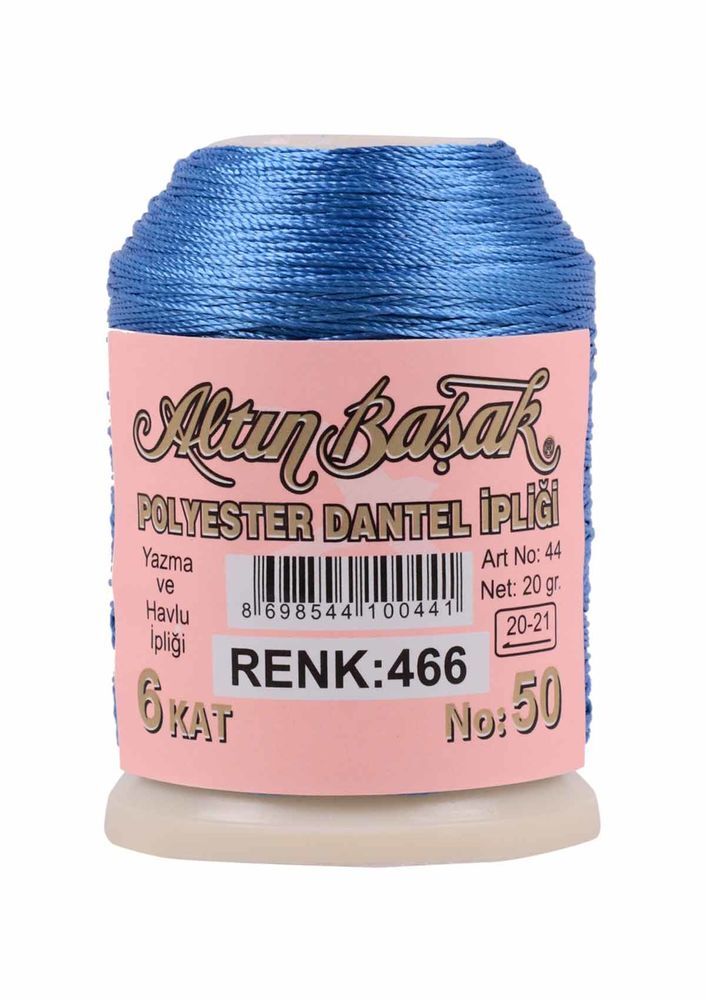 Altın Başak ®
POLYESTER DANTEL İPLİĞİ
Yazma
ve
Havlu
İpliği
8 698544 100441
Art No: 44
Net: 20 gr.
20-21
RENK:466
6 KAT
No: 50